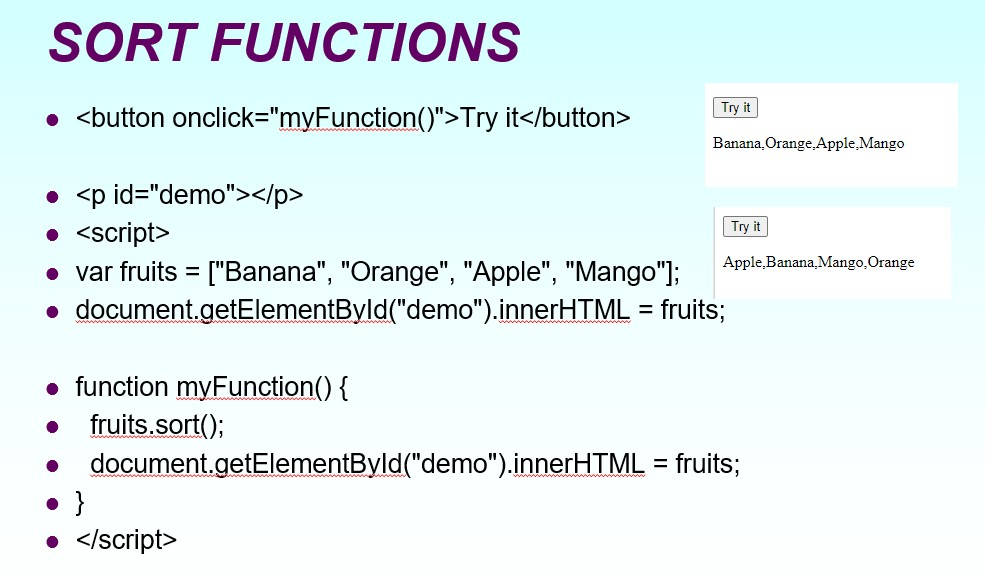 SORT FUNCTIONS
<button onclick="myFunction()">Try it</button>
<p id="demo"></p>
<script>
var fruits = ["Banana", "Orange", "Apple", "Mango"];
document.getElementById("demo").innerHTML = fruits;
function myFunction() {
fruits.sort();
document.getElementById("demo").innerHTML = fruits;
}
</script>
Try it
Banana,Orange,Apple,Mango
Try it
Apple,Banana,Mango,Orange